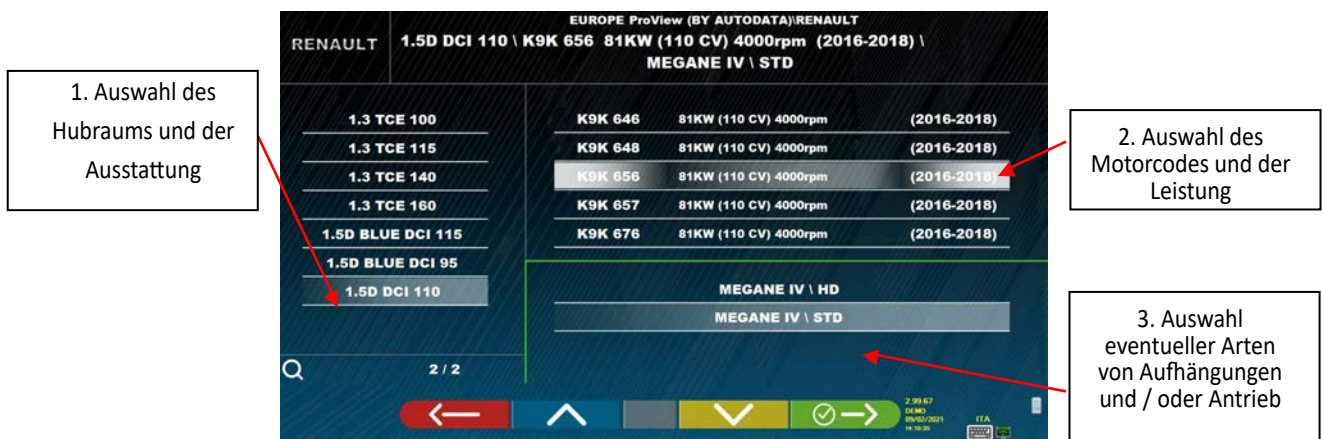 1. Auswahl des
Hubraums und der
Ausstattung
EUROPE ProView (BY AUTODATA)\RENAULT
RENAULT
1.5D DCI 110 \ K9K 656 81KW (110 CV) 4000rpm (2016-2018) \
MEGANE IV \ STD
1.3 TCE 100
1.3 TCE 115
1.3 TCE 140
1.3 TCE 160
1.5D BLUE DCI 115
1.5D BLUE DCI 95
1.5D DCI 110
2 / 2
K9K 646 81KW (110 CV) 4000rpm (2016-2018)
K9K 648 81KW (110 CV) 4000rpm (2016-2018)
K9K 656 81KW (110 CV) 4000rpm (2016-2018)
K9K 657 81KW (110 CV) 4000rpm (2016-2018)
K9K 676 81KW (110 CV) 4000rpm (2016-2018)
MEGANE IV \ HD
MEGANE IV \ STD
2.99.67
DEMO
09/02/2021
ITA
2. Auswahl des
Motorcodes und der
Leistung
3. Auswahl
eventueller Arten
von Aufhängungen
und / oder Antrieb